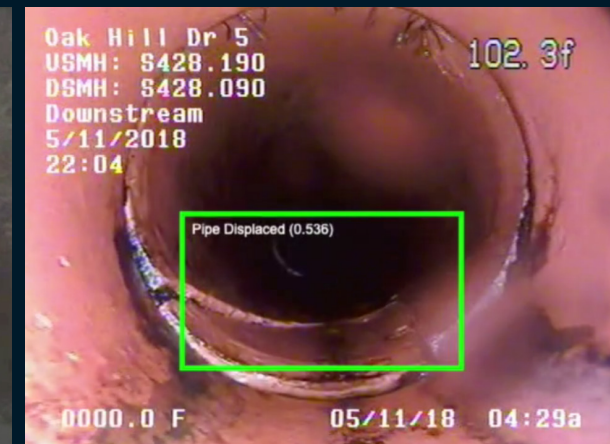 Oak Hill Dr 5
102.3f
USMH: S428.190
DSMH: S428.090
Downstream
5/11/2018
22:04
Pipe Displaced (0.536)
0000.0 F 05/11/18 04:29a